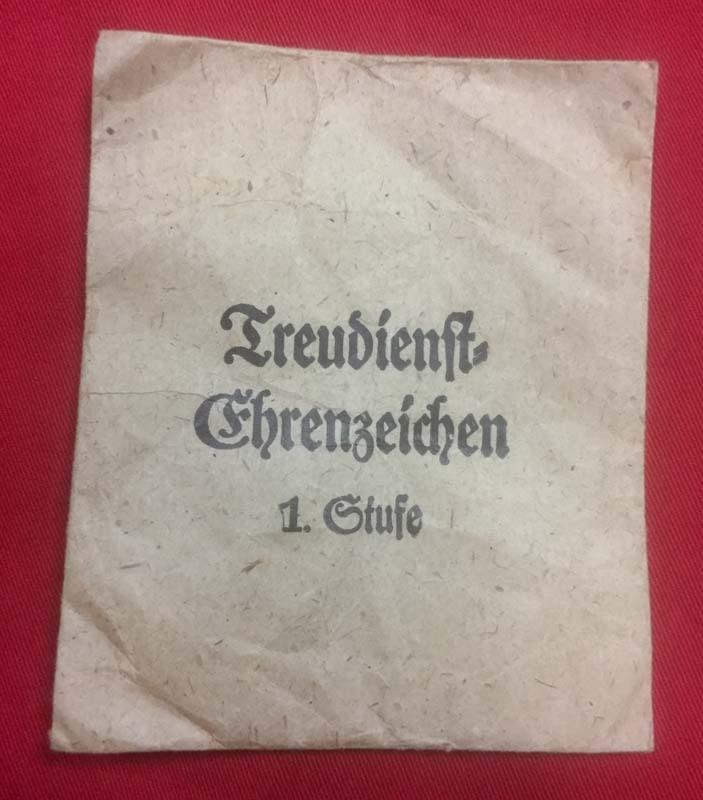 Treudienst-
Ehrenzeichen
1. Stufe